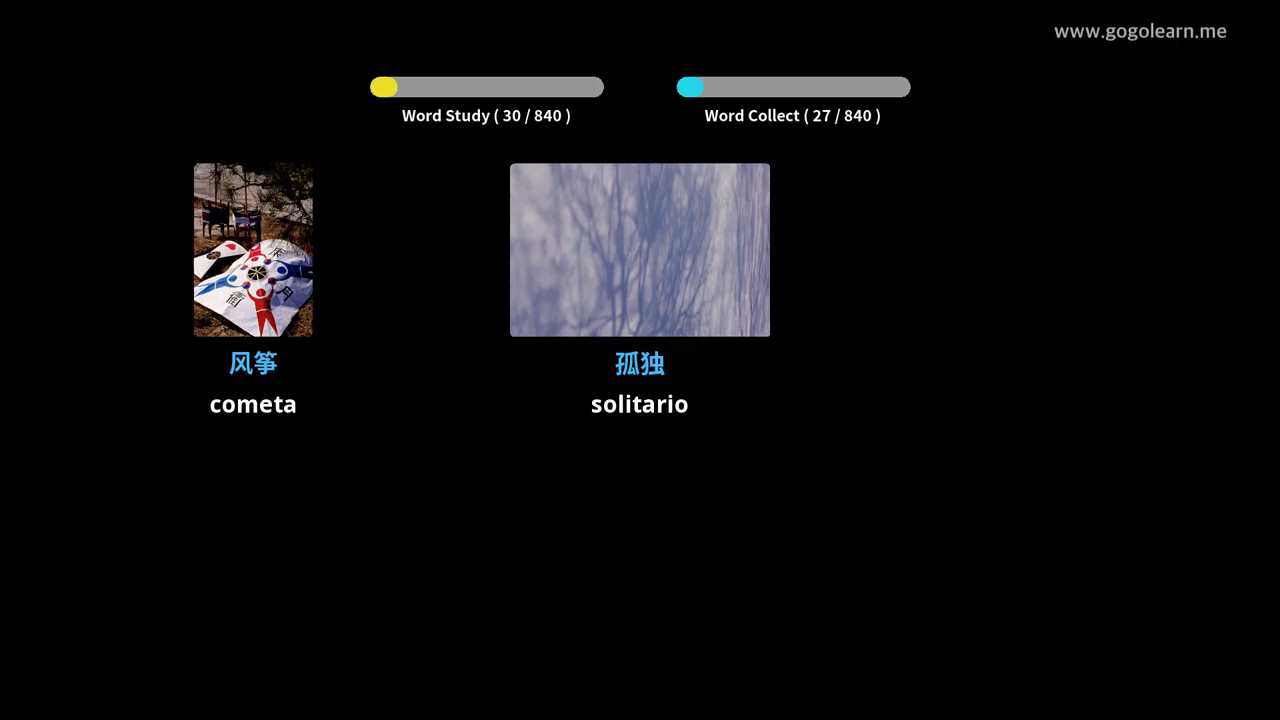 www.gogolearn.me
Word Study ( 30 / 840 )
Word Collect ( 27 / 840 )
风筝
cometa
孤独
solitario